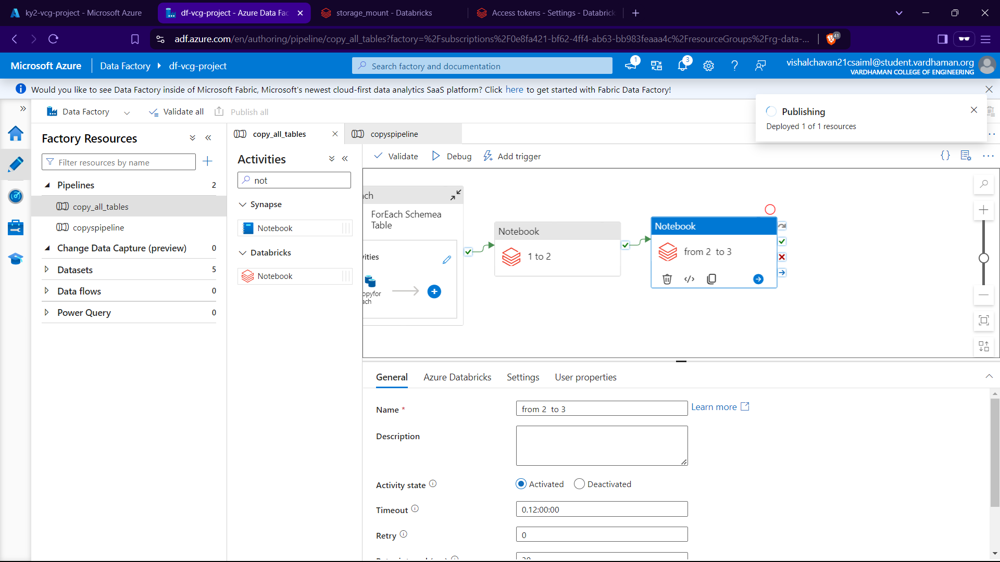 ky2-vcg-project - Microsoft Azure
df-vcg-project - Azure Data Fac
storage_mount - Databricks
Access tokens - Settings - Databrick
adf.azure.com/en/authoring/pipeline/copy_all_tables?factory=%2Fsubscriptions%2F0e8fa421-bf62-4ff4-ab63-bb983feaaa4c%2FresourceGroups%2Frg-data-...
41
Microsoft Azure
Data Factory
df-vcg-project
Search factory and documentation
1
3
vishalchavan21csaiml@student.vardhaman.org
VARDHAMAN COLLEGE OF ENGINEERING
Would you like to see Data Factory inside of Microsoft Fabric, Microsoft's newest cloud-first data analytics SaaS platform? Click here to get started with Fabric Data Factory!
Data Factory
Validate all
Publish all
Publishing
Deployed 1 of 1 resources
Factory Resources
Filter resources by name
Pipelines 2
copy_all_tables
copyspipeline
Change Data Capture (preview) 0
Datasets 5
Data flows 0
Power Query 0
copy_all_tables
copyspipeline
Activities
not
Synapse
Notebook
Databricks
Notebook
Validate
Debug
Add trigger
ch
ForEach Schemea
Table
vities
opyfor
ach
Notebook
1 to 2
Notebook
from 2 to 3
General
Azure Databricks
Settings
User properties
Name *
from 2 to 3
Learn more
Description
Activity state
Activated
Deactivated
Timeout
0.12:00:00
Retry
0